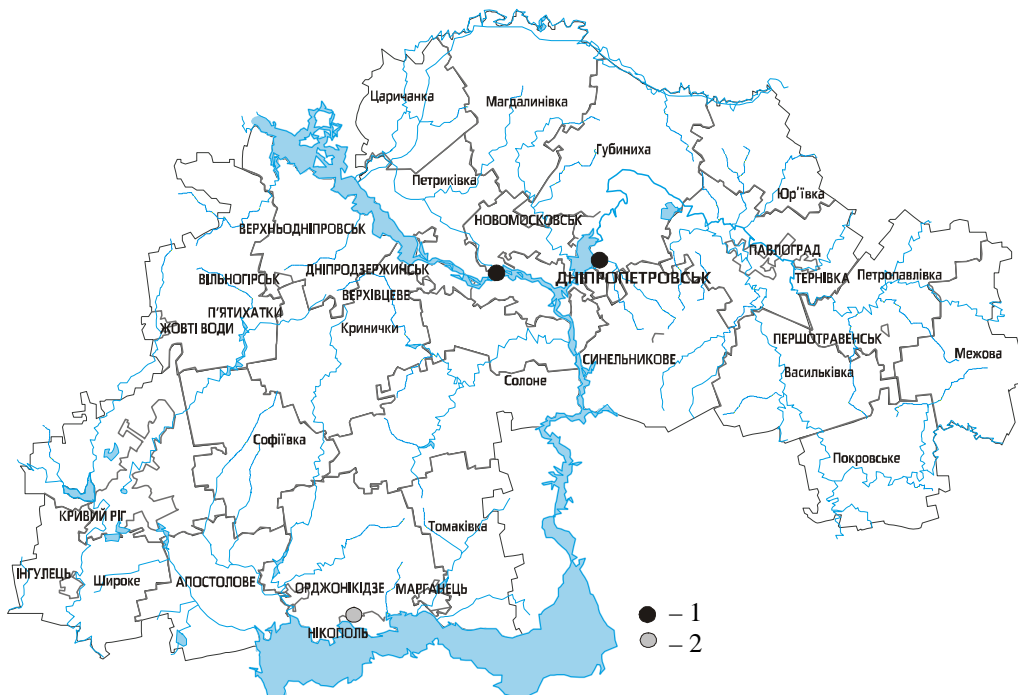 Царичанка
Магдалинівка
Губиниха
Петриківка
Юр'ївка
НОВОМОСКОВСЬК
ВЕРХНЬОДНІПРОВСЬК
ПАВЛОГРАД
ДНІПРОДЗЕРЖИНСЬК
ДНІПРОПЕТРОВСЬК
ТЕРНІВКА
Петропавлівка
ВІЛЬНОГІРСЬК
ВЕРХІВЦЕВЕ
П'ЯТИХАТКИ
ЖОВТІ ВОДИ
Кринички
ПЕРШОТРАВЕНСЬК
Межова
СИНЕЛЬНИКОВЕ
Васильківка
Солоне
Софіївка
Покровське
КРИВИЙ РІГ
Томаківка
ІНГУЛЕЦЬ
Широке
АПОСТОЛОВЕ
ОРДЖОНІКІДЗЕ
МАРГАНЕЦЬ
НІКОПОЛЬ
– 1
– 2